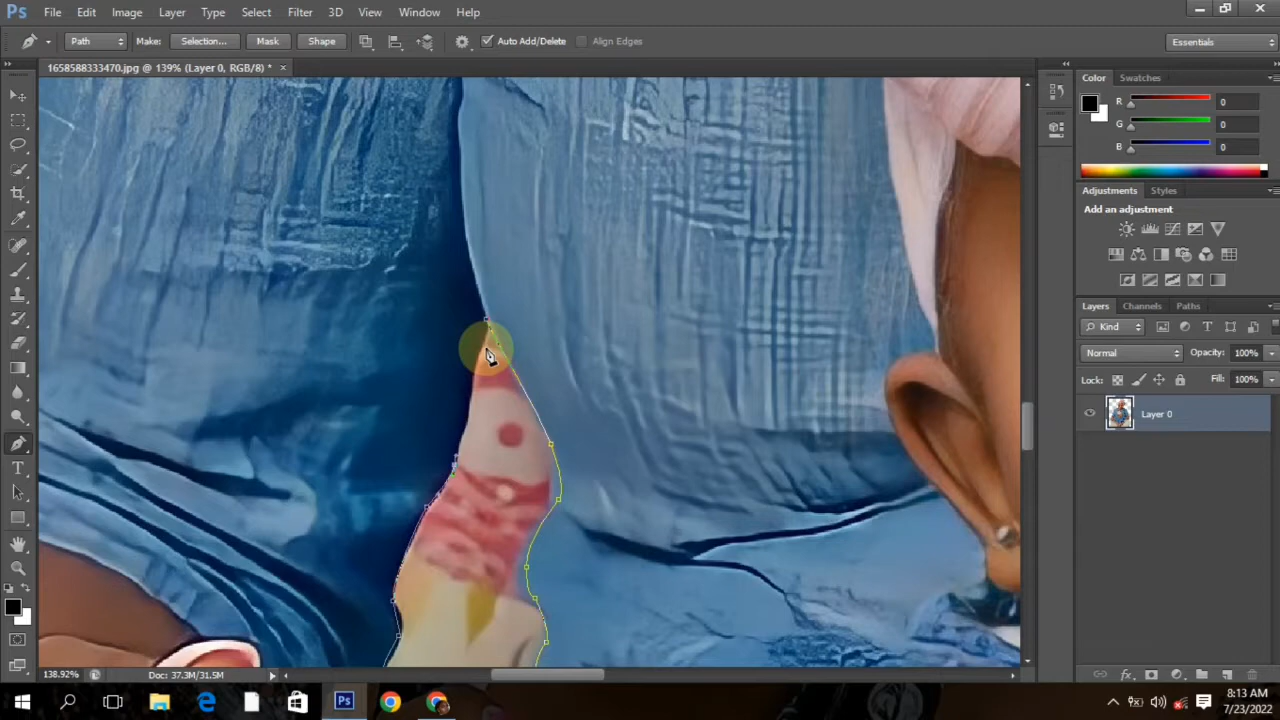 Ps File Edit Image Layer Type Select Filter 3D View Window Help
Path Make: Selection... Mask Shape Auto Add/Delete Align Edges Essentials
1658588333470.jpg @ 139% (Layer 0, RGB/8) * ×
Color Swatches
R 0
G 0
B 0
Adjustments Styles
Add an adjustment
Layers Channels Paths
Kind
Normal Opacity: 100%
Lock: Fill: 100%
Layer 0
138.92% Doc: 37.3M/31.5M
Ps 8:13 AM
7/23/2022